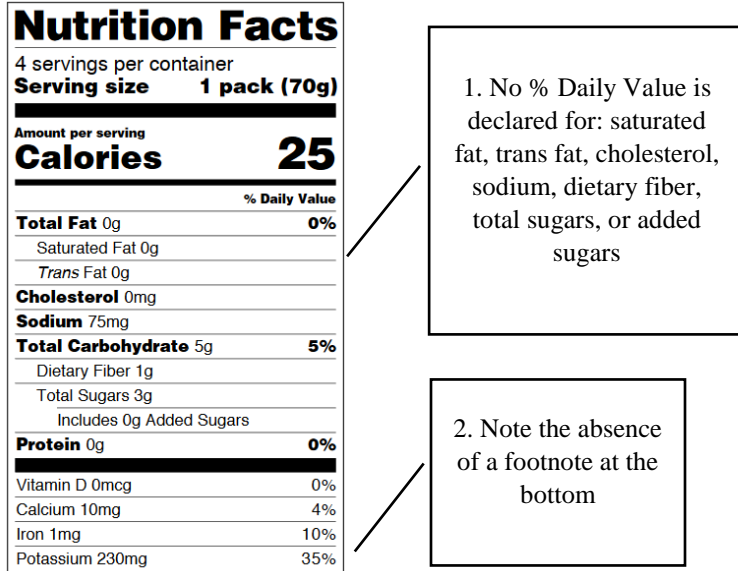 Nutrition Facts
4 servings per container
Serving size 1 pack (70g)
Amount per serving
Calories 25
% Daily Value
Total Fat 0g 0%
Saturated Fat 0g
Trans Fat 0g
Cholesterol 0mg
Sodium 75mg
Total Carbohydrate 5g 5%
Dietary Fiber 1g
Total Sugars 3g
Includes 0g Added Sugars
Protein 0g 0%
Vitamin D 0mcg 0%
Calcium 10mg 4%
Iron 1mg 10%
Potassium 230mg 35%
1. No % Daily Value is
declared for: saturated
fat, trans fat, cholesterol,
sodium, dietary fiber,
total sugars, or added
sugars
2. Note the absence
of a footnote at the
bottom